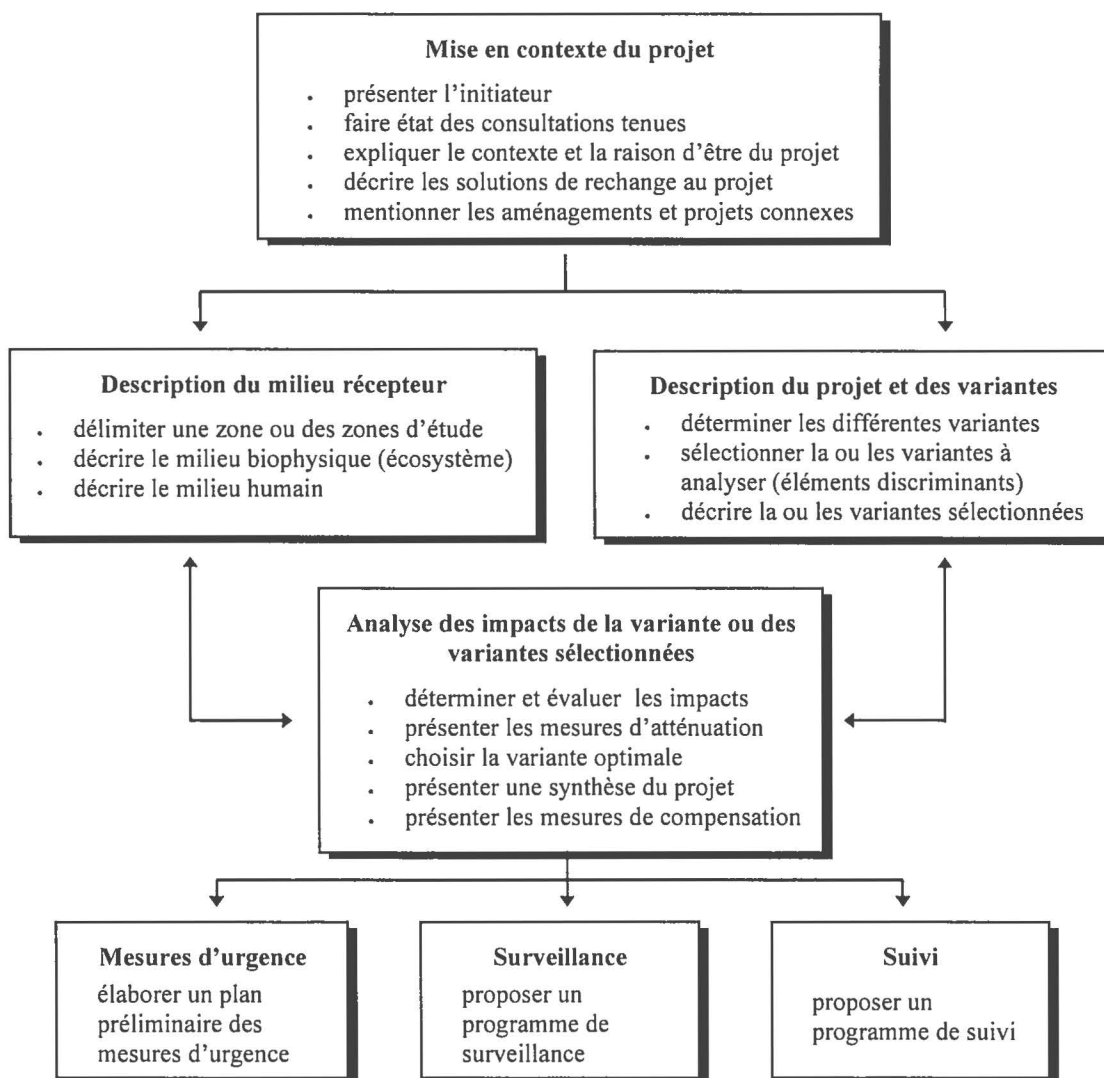 Mise en contexte du projet
• présenter l'initiateur
• faire état des consultations tenues
• expliquer le contexte et la raison d'être du projet
• décrire les solutions de rechange au projet
• mentionner les aménagements et projets connexes
Description du milieu récepteur
• délimiter une zone ou des zones d'étude
• décrire le milieu biophysique (écosystème)
• décrire le milieu humain
Description du projet et des variantes
• déterminer les différentes variantes
• sélectionner la ou les variantes à
analyser (éléments discriminants)
• décrire la ou les variantes sélectionnées
Analyse des impacts de la variante ou des
variantes sélectionnées
• déterminer et évaluer les impacts
• présenter les mesures d'atténuation
• choisir la variante optimale
• présenter une synthèse du projet
• présenter les mesures de compensation
Mesures d'urgence
élaborer un plan
préliminaire des
mesures d'urgence
Surveillance
proposer un
programme de
surveillance
Suivi
proposer un
programme de suivi